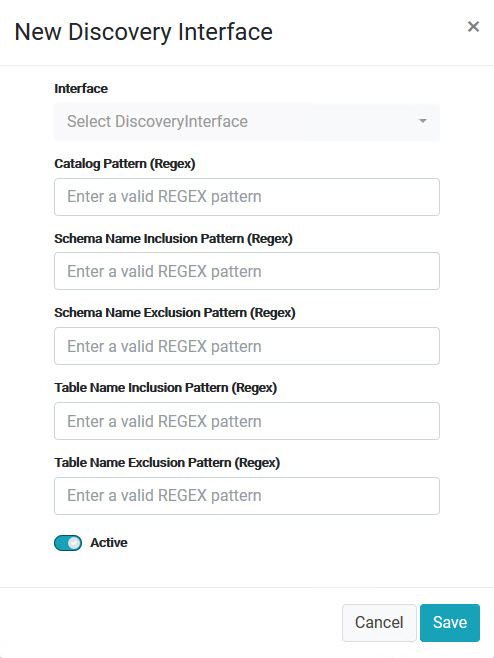 New Discovery Interface
Interface
Select DiscoveryInterface
Catalog Pattern (Regex)
Enter a valid REGEX pattern
Schema Name Inclusion Pattern (Regex)
Enter a valid REGEX pattern
Schema Name Exclusion Pattern (Regex)
Enter a valid REGEX pattern
Table Name Inclusion Pattern (Regex)
Enter a valid REGEX pattern
Table Name Exclusion Pattern (Regex)
Enter a valid REGEX pattern
Active
Cancel Save